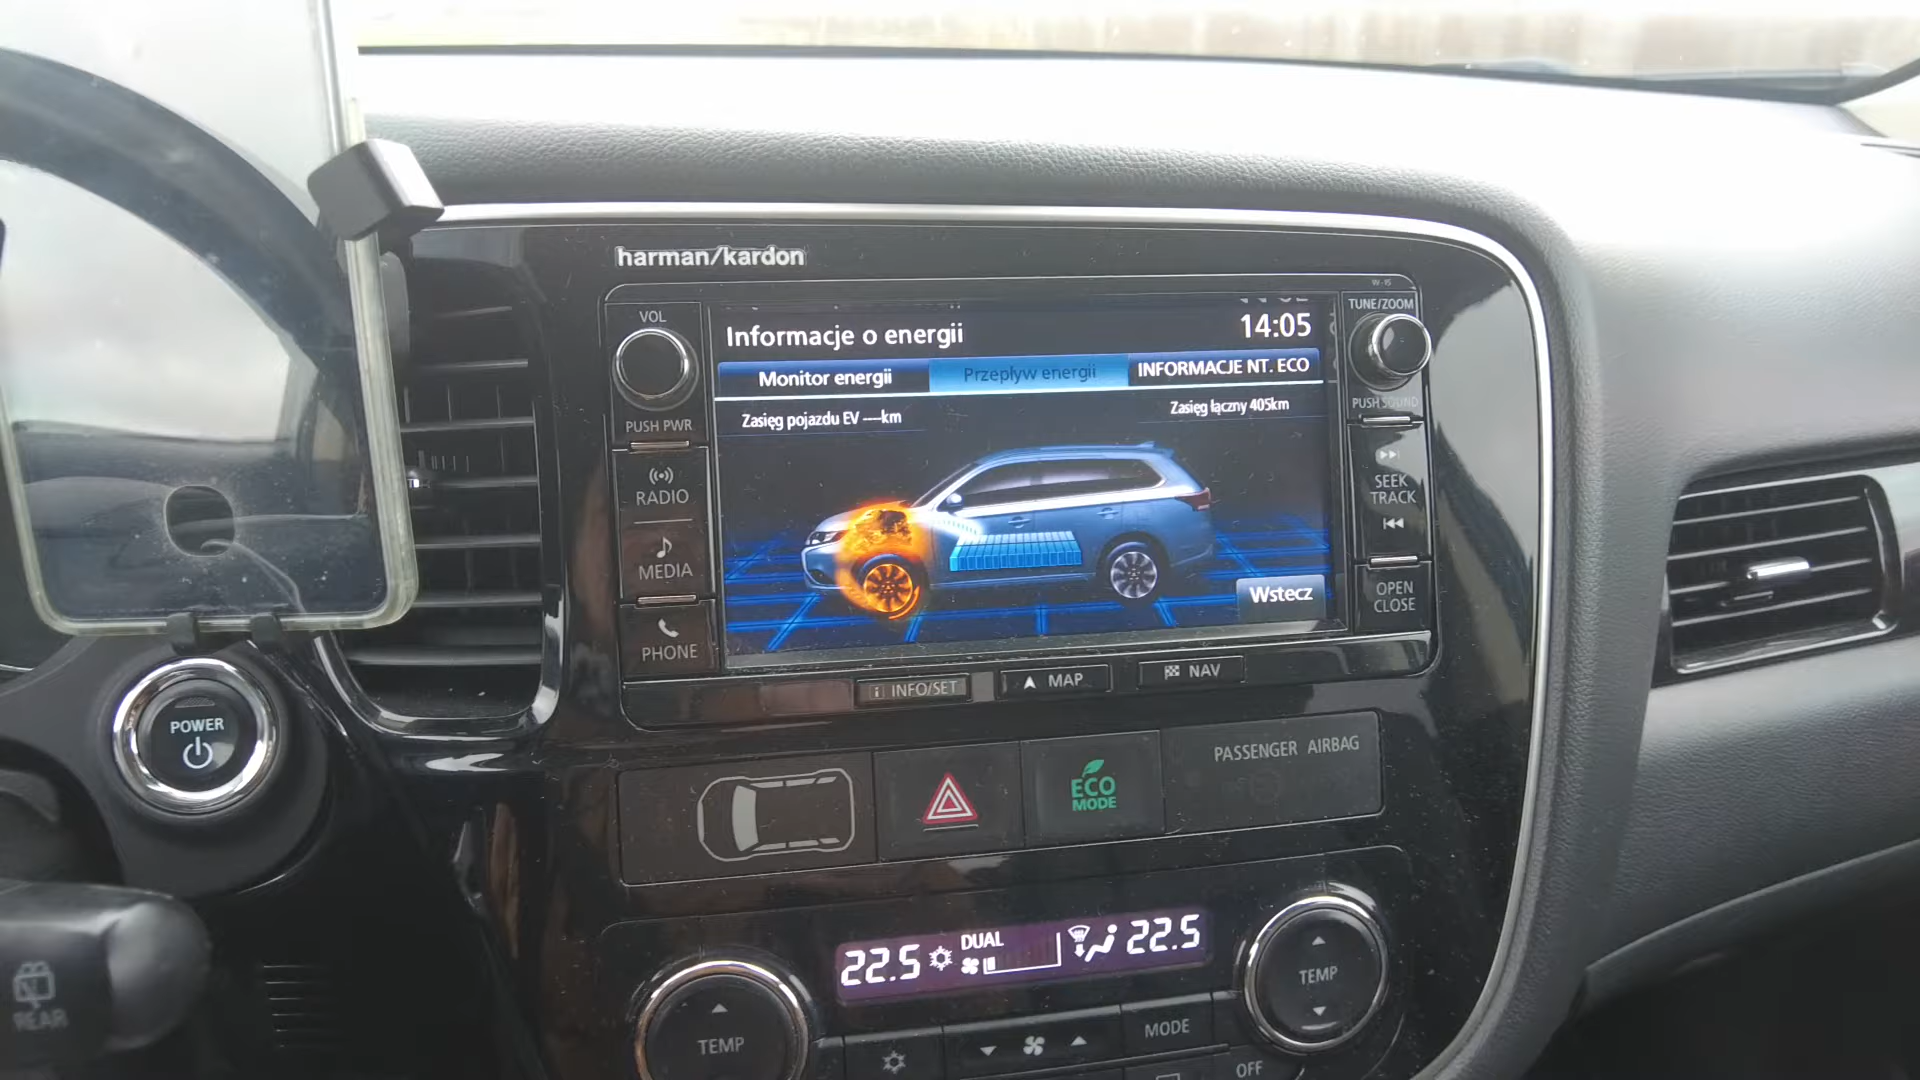 harman/kardon
W-15
VOL
TUNE/ZOOM
Informacje o energii
14:05
Monitor energii
Przepływ energii
INFORMACJE NT. ECO
Zasięg pojazdu EV ----km
Zasięg łączny 405km
PUSH PWR
PUSH SOUND
RADIO
SEEK
TRACK
MEDIA
OPEN
CLOSE
Wstecz
PHONE
i INFO/SET
MAP
NAV
POWER
ECO
MODE
PASSENGER AIRBAG
22.5
DUAL
22.5
TEMP
TEMP
MODE
OFF
REAR